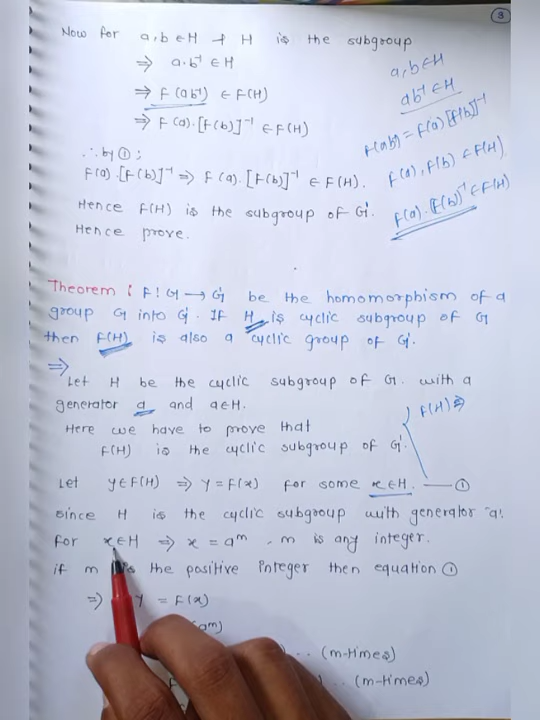 3
Now for a,b ∈ H & H is the subgroup
⇒ a.b⁻¹ ∈ H
⇒ f(ab⁻¹) ∈ F(H)
⇒ F(a).[F(b)]⁻¹ ∈ F(H)
∴ by ① ;
F(a).[F(b)]⁻¹ ⇒ F(a).[F(b)]⁻¹ ∈ F(H).
Hence F(H) is the subgroup of G'.
Hence prove.
a,b ∈ H
ab⁻¹ ∈ H
F(ab⁻¹) = F(a)[F(b)]⁻¹
F(a), F(b) ∈ F(H)
F(a).[F(b)]⁻¹ ∈ F(H)
Theorem : F: G → G' be the homomorphism of a
group G into G'. If H is cyclic subgroup of G
then F(H) is also a cyclic group of G'.
⇒
Let H be the cyclic subgroup of G. with a
generator a and a∈H.
Here we have to prove that
F(H) is the cyclic subgroup of G'.
F(H) ⇒
Let y∈F(H) ⇒ y = F(x) for some x∈H. — ①
Since H is the cyclic subgroup with generator 'a'.
for x∈H ⇒ x = aᵐ , m is any integer.
if m is the positive integer then equation ①
⇒ y = F(x)
(aᵐ)
.. (m-times)
.. (m-times)